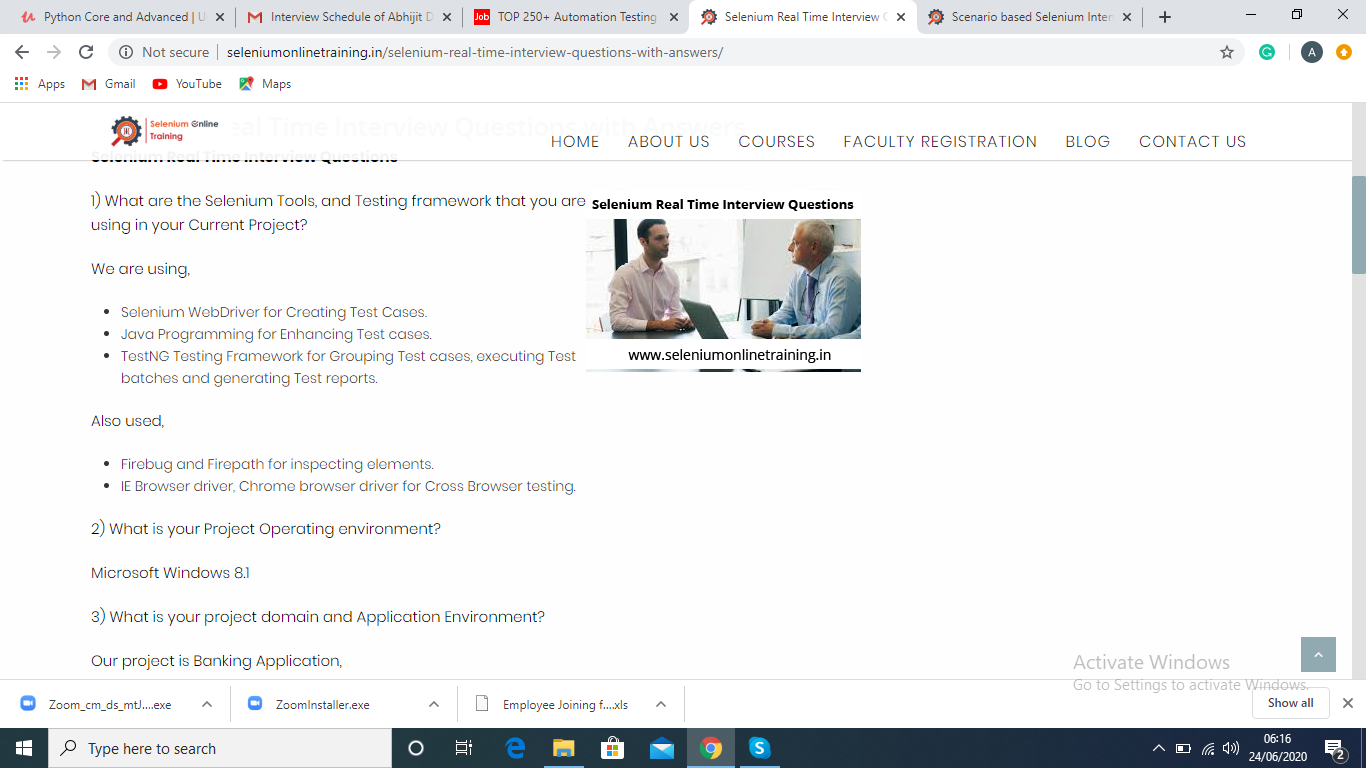 Python Core and Advanced | U
Interview Schedule of Abhijit D
Job
TOP 250+ Automation Testing
Selenium Real Time Interview
Scenario based Selenium Inter
Not secure
seleniumonlinetraining.in/selenium-real-time-interview-questions-with-answers/
A
Apps
Gmail
YouTube
Maps
Selenium Online
Training
eal Time Interview Questions with Answers
HOME
ABOUT US
COURSES
FACULTY REGISTRATION
BLOG
CONTACT US
Selenium Real Time Interview Questions
1) What are the Selenium Tools, and Testing framework that you are
using in your Current Project?
Selenium Real Time Interview Questions
www.seleniumonlinetraining.in
We are using,
• Selenium WebDriver for Creating Test Cases.
• Java Programming for Enhancing Test cases.
• TestNG Testing Framework for Grouping Test cases, executing Test
batches and generating Test reports.
Also used,
• Firebug and Firepath for inspecting elements.
• IE Browser driver, Chrome browser driver for Cross Browser testing.
2) What is your Project Operating environment?
Microsoft Windows 8.1
3) What is your project domain and Application Environment?
Our project is Banking Application,
Activate Windows
Go to Settings to activate Windows.
Zoom_cm_ds_mtJ....exe
ZoomInstaller.exe
Employee Joining f....xls
Show all
Type here to search
06:16
24/06/2020
2